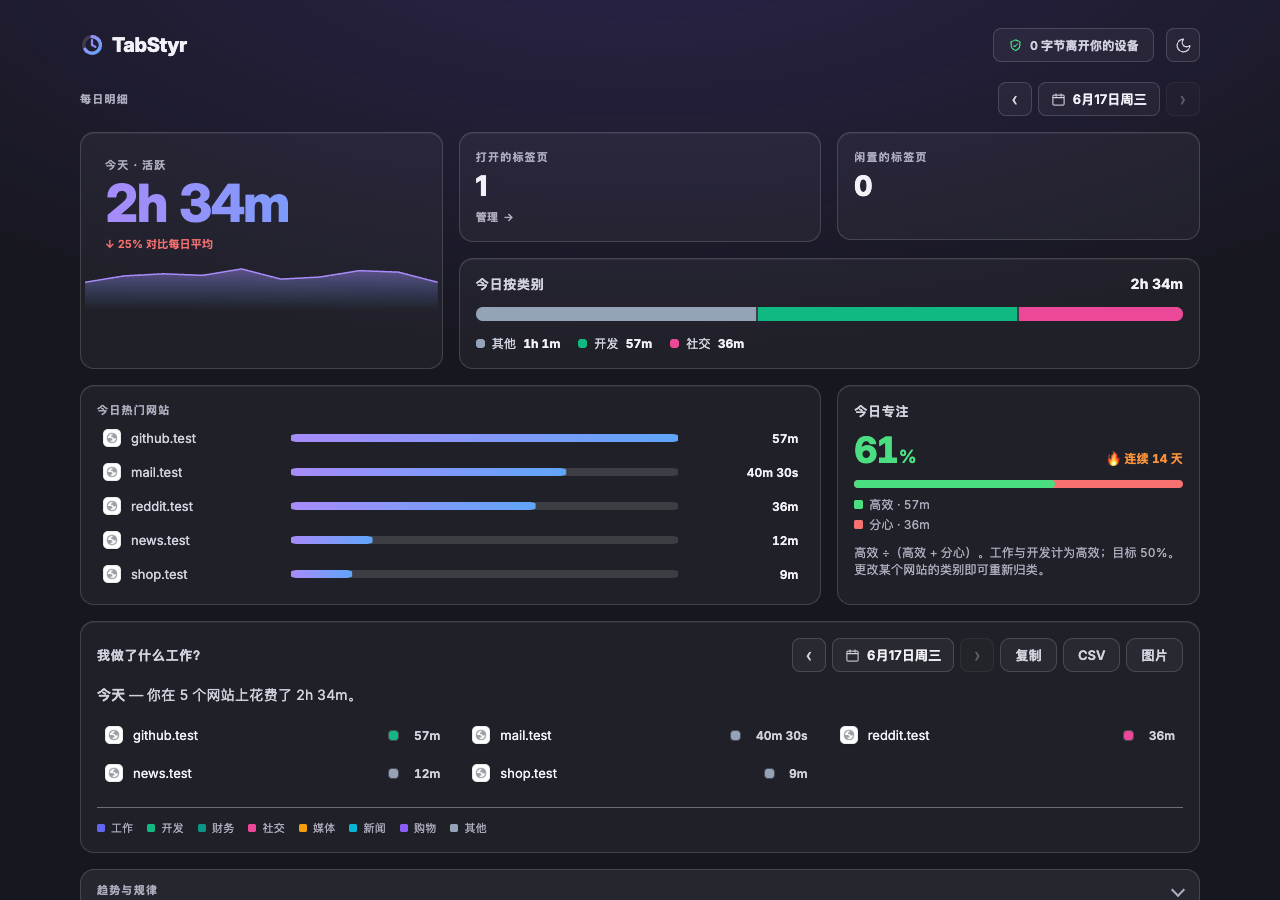 TabStyr
0 字节离开你的设备
每日明细
‹
6月17日周三
›
今天 · 活跃
2h 34m
↓ 25% 对比每日平均
打开的标签页
1
管理 →
闲置的标签页
0
今日按类别
2h 34m
其他 1h 1m
开发 57m
社交 36m
今日热门网站
github.test 57m
mail.test 40m 30s
reddit.test 36m
news.test 12m
shop.test 9m
今日专注
61%
🔥 连续 14 天
高效 · 57m
分心 · 36m
高效 ÷（高效 + 分心）。工作与开发计为高效；目标 50%。
更改某个网站的类别即可重新归类。
我做了什么工作?
‹
6月17日周三
›
复制
CSV
图片
今天 — 你在 5 个网站上花费了 2h 34m。
github.test 57m
mail.test 40m 30s
reddit.test 36m
news.test 12m
shop.test 9m
工作 开发 财务 社交 媒体 新闻 购物 其他
趋势与规律